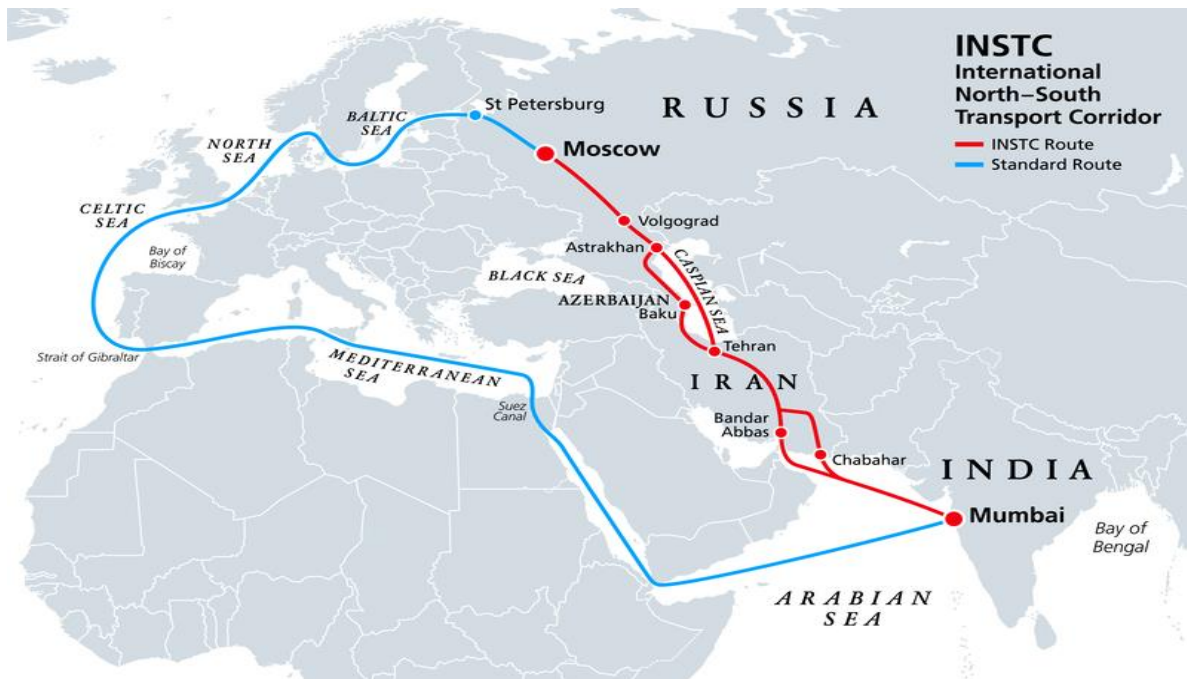 INSTC
International
North–South
Transport Corridor
INSTC Route
Standard Route
RUSSIA
St Petersburg
BALTIC
SEA
Moscow
NORTH
SEA
CELTIC
SEA
Volgograd
Astrakhan
Bay of
Biscay
CASPIAN SEA
BLACK SEA
AZERBAIJAN
Baku
Tehran
Strait of Gibraltar
MEDITERRANEAN
SEA
IRAN
Suez
Canal
Bandar
Abbas
Chabahar
INDIA
Mumbai
Bay of
Bengal
ARABIAN
SEA